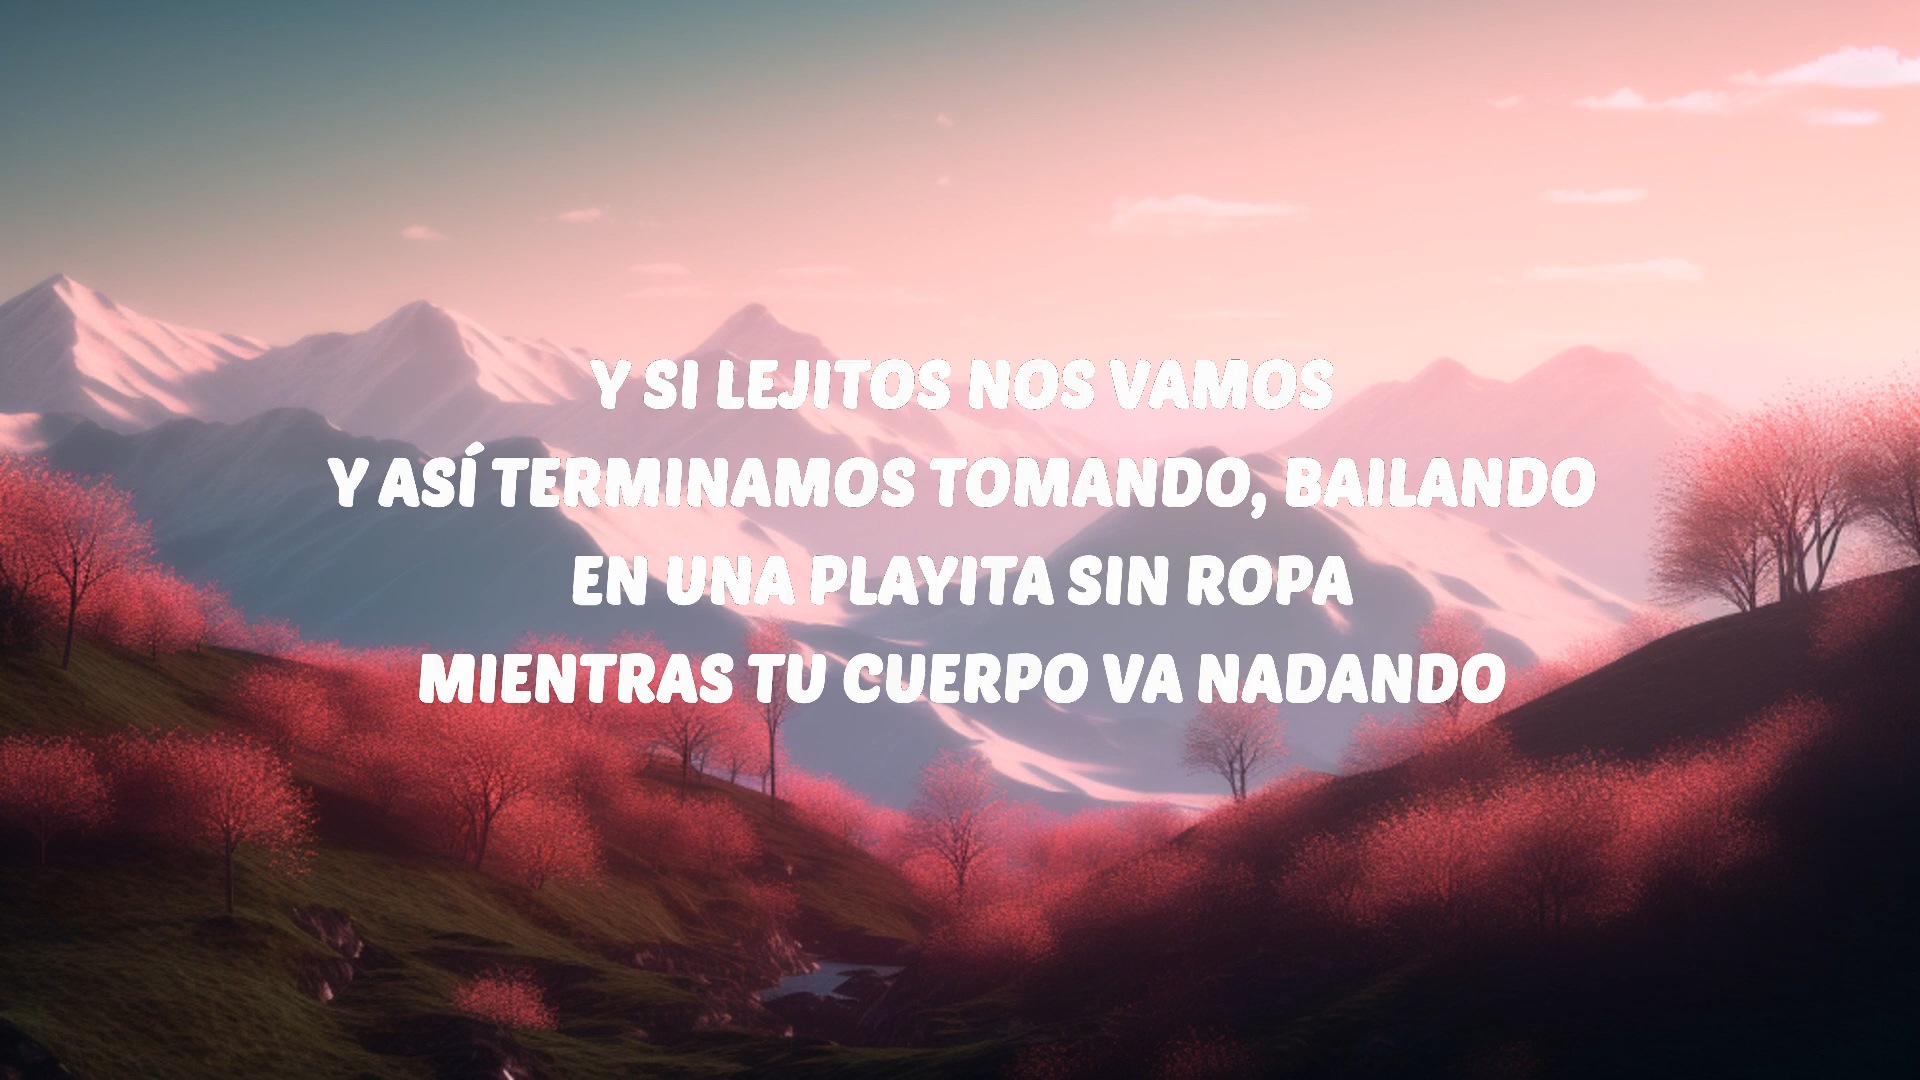 Y SI LEJITOS NOS VAMOS
Y ASÍ TERMINAMOS TOMANDO, BAILANDO
EN UNA PLAYITA SIN ROPA
MIENTRAS TU CUERPO VA NADANDO